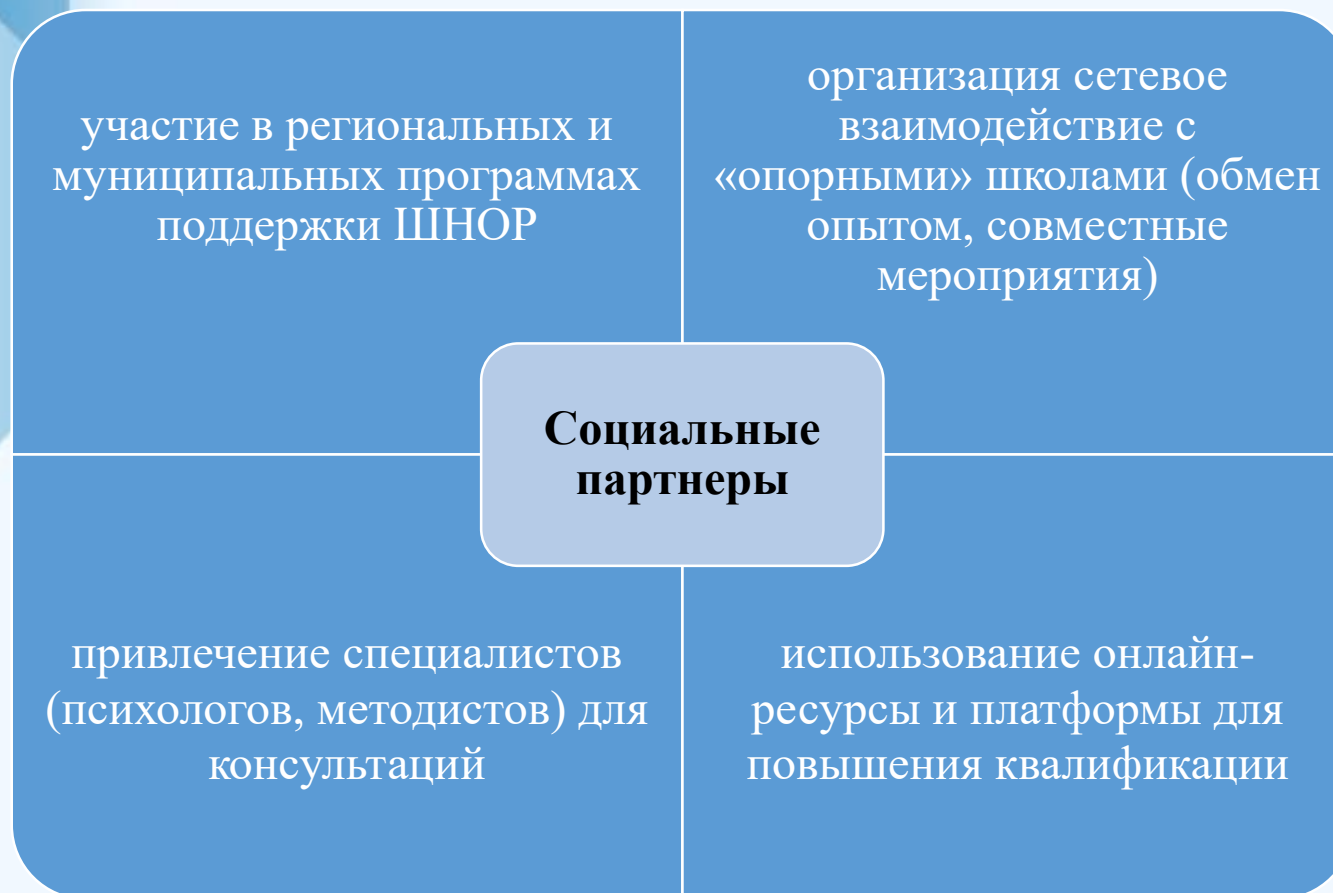 участие в региональных и
муниципальных программах
поддержки ШНОР
организация сетевое
взаимодействие с
«опорными» школами (обмен
опытом, совместные
мероприятия)
Социальные
партнеры
привлечение специалистов
(психологов, методистов) для
консультаций
использование онлайн-
ресурсы и платформы для
повышения квалификации